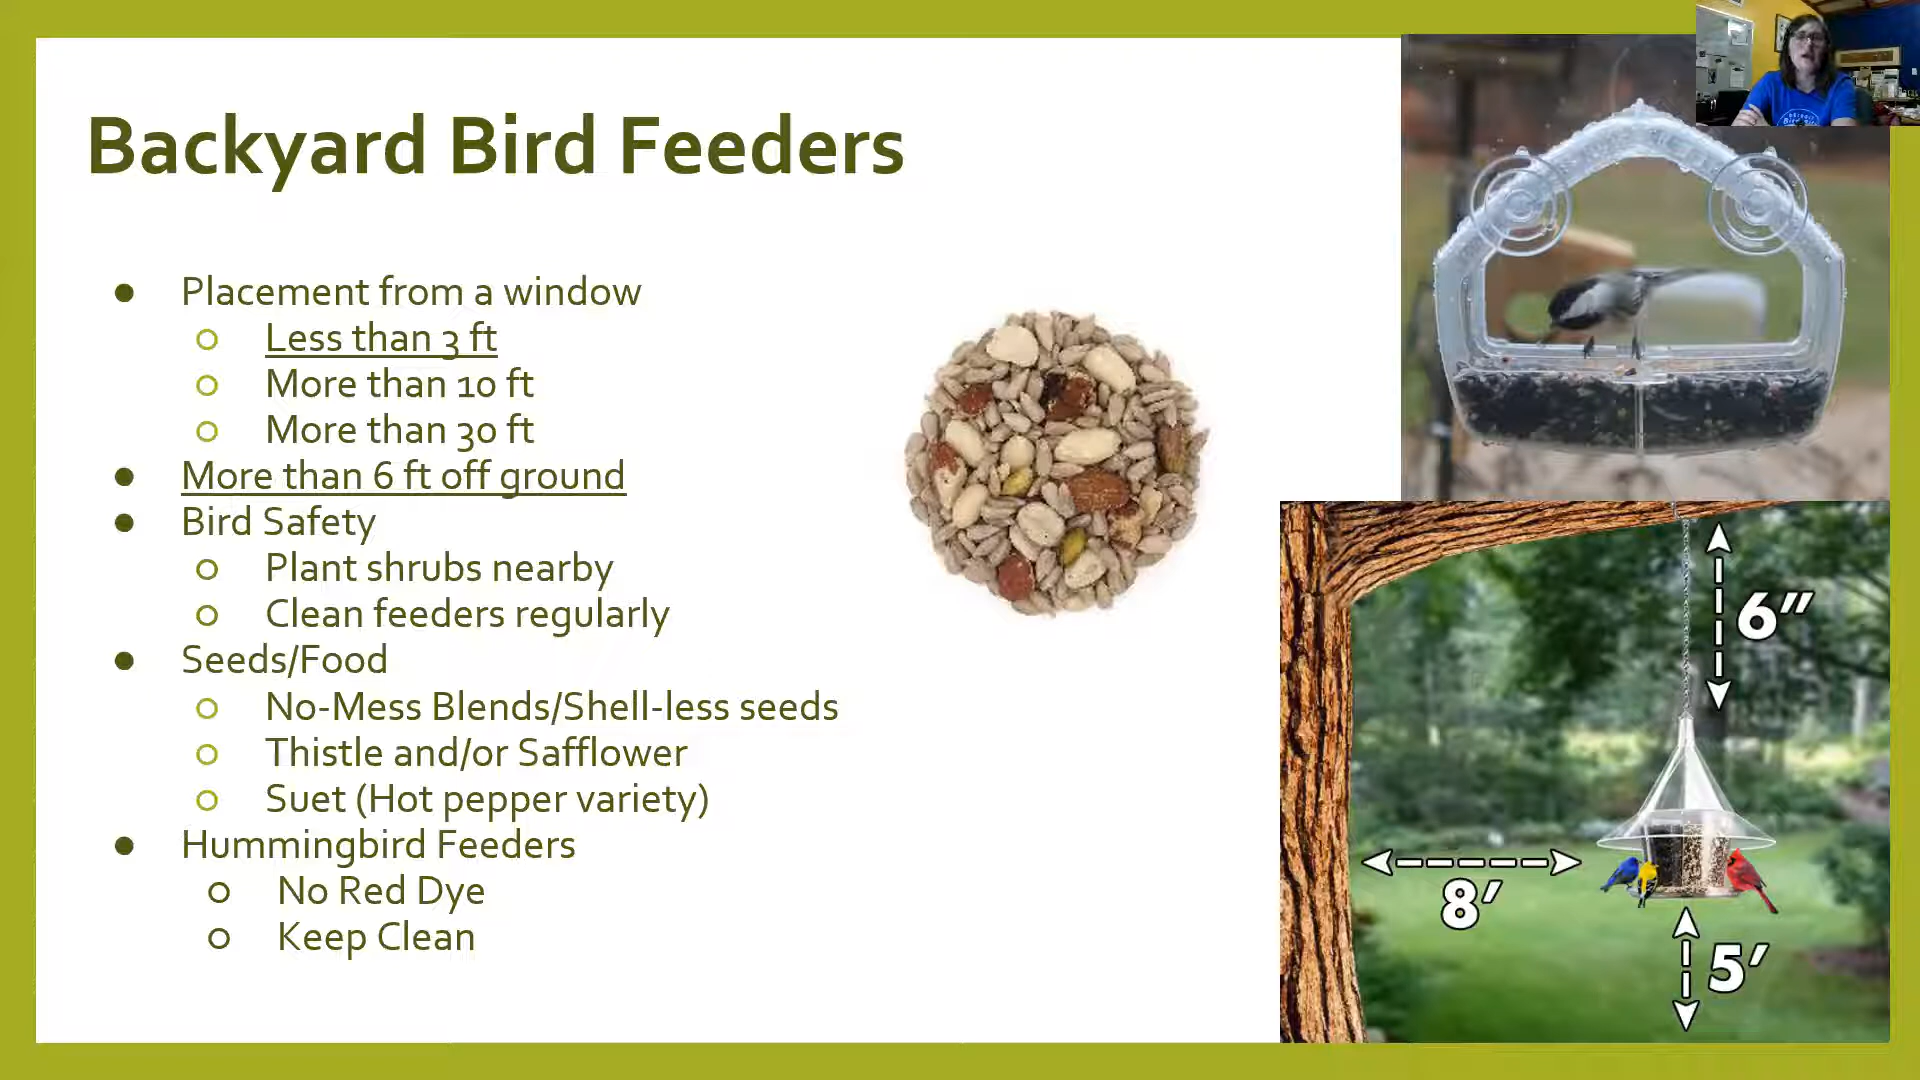 Backyard Bird Feeders
Placement from a window
Less than 3 ft
More than 10 ft
More than 30 ft
More than 6 ft off ground
Bird Safety
Plant shrubs nearby
Clean feeders regularly
Seeds/Food
No-Mess Blends/Shell-less seeds
Thistle and/or Safflower
Suet (Hot pepper variety)
Hummingbird Feeders
No Red Dye
Keep Clean
6″
8′
5′